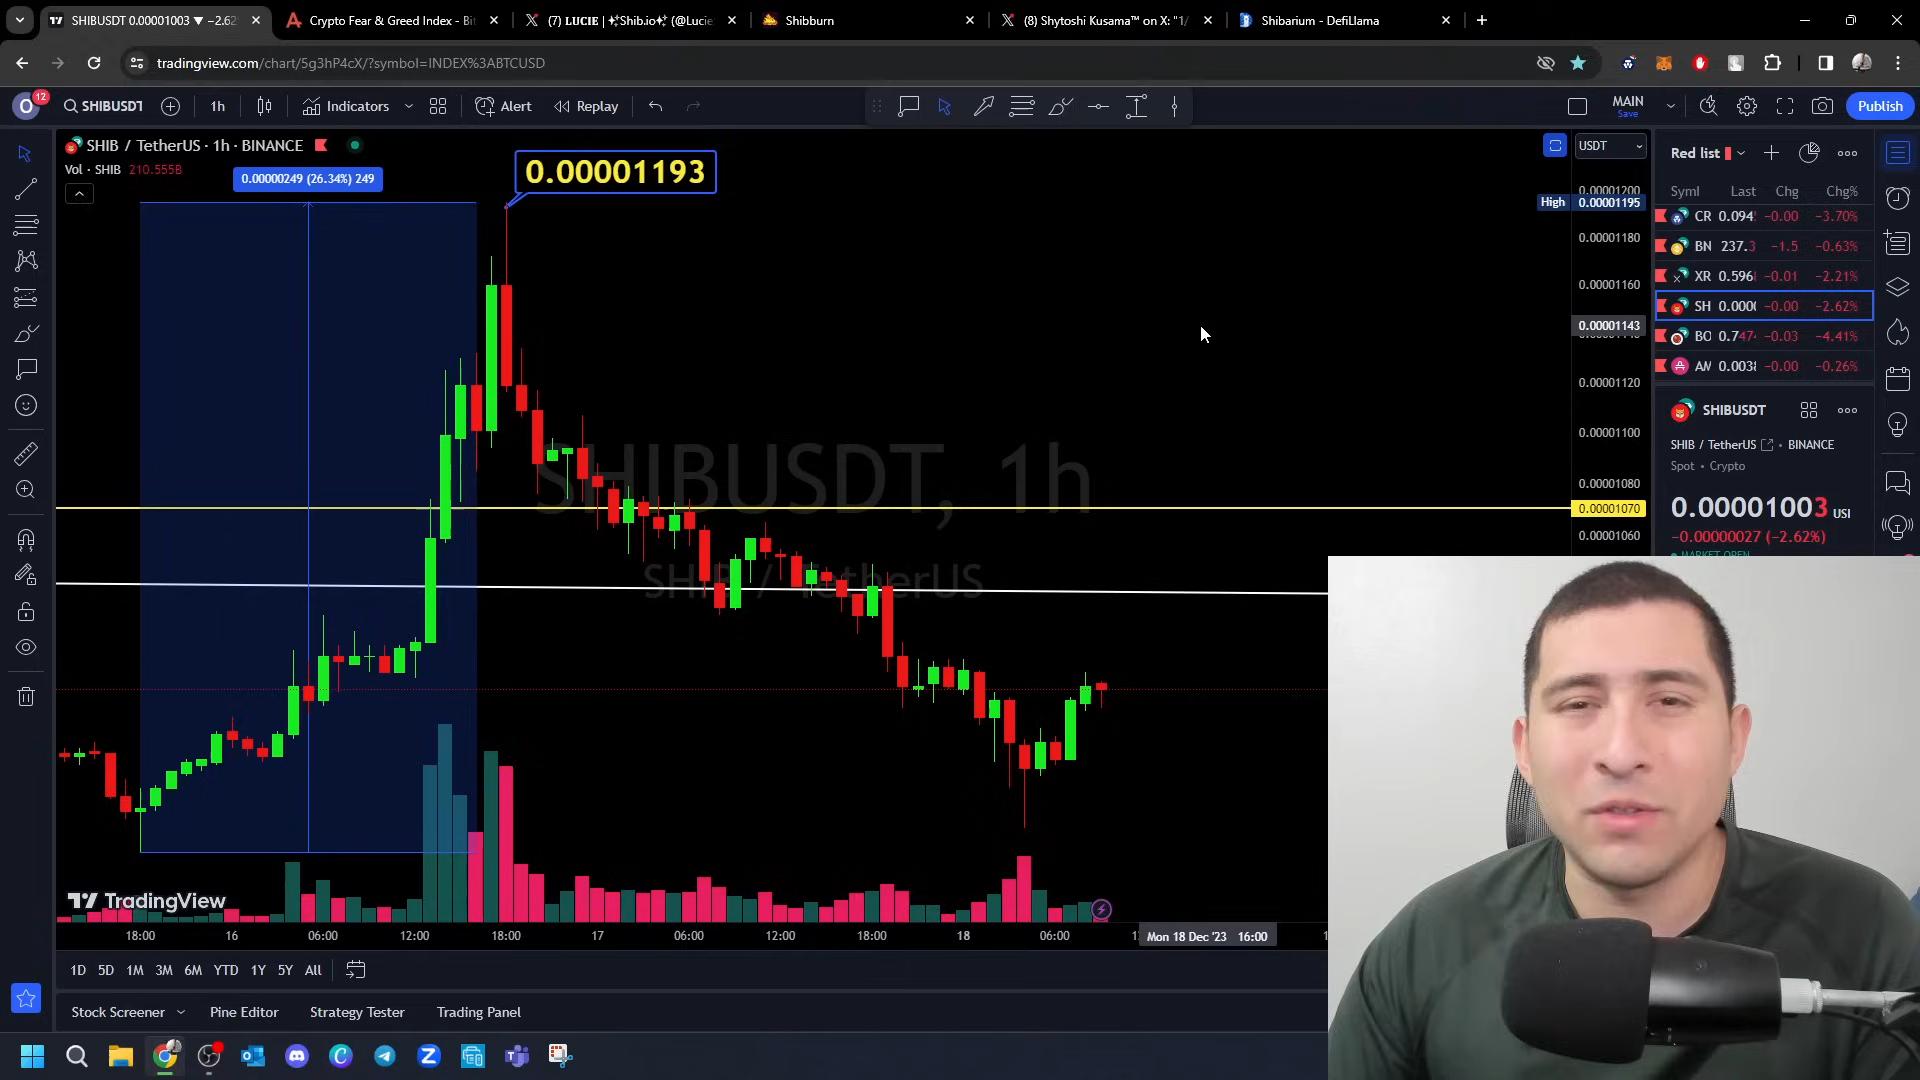 SHIBUSDT 0.00001003 ▼ −2.62
Crypto Fear & Greed Index - Bit
(7) LUCIE | ✨Shib.io✨ (@Lucie
Shibburn
(8) Shytoshi Kusama™ on X: "1/
Shibarium - DefiLlama
tradingview.com/chart/5g3hP4cX/?symbol=INDEX%3ABTCUSD
12
SHIBUSDT
1h
Indicators
Alert
Replay
MAIN
Save
Publish
SHIB / TetherUS · 1h · BINANCE
Vol · SHIB 210.555B
0.00000249 (26.34%) 249
0.00001193
SHIBUSDT, 1h
SHIB / TetherUS
USDT
0.00001200
High 0.00001195
0.00001180
0.00001160
0.00001143
0.00001120
0.00001100
0.00001080
0.00001070
0.00001060
Red list
Symb Last Chg Chg%
CR 0.094 −0.00 −3.70%
BN 237.3 −1.5 −0.63%
XR 0.596 −0.01 −2.21%
SH 0.000 −0.00 −2.62%
BO 0.747 −0.03 −4.41%
AM 0.003 −0.00 −0.26%
SHIBUSDT
SHIB / TetherUS · BINANCE
Spot · Crypto
0.00001003 USD
−0.00000027 (−2.62%)
MARKET OPEN
TradingView
18:00 16 06:00 12:00 18:00 17 06:00 12:00 18:00 18 06:00 Mon 18 Dec '23 16:00
1D 5D 1M 3M 6M YTD 1Y 5Y All
Stock Screener Pine Editor Strategy Tester Trading Panel